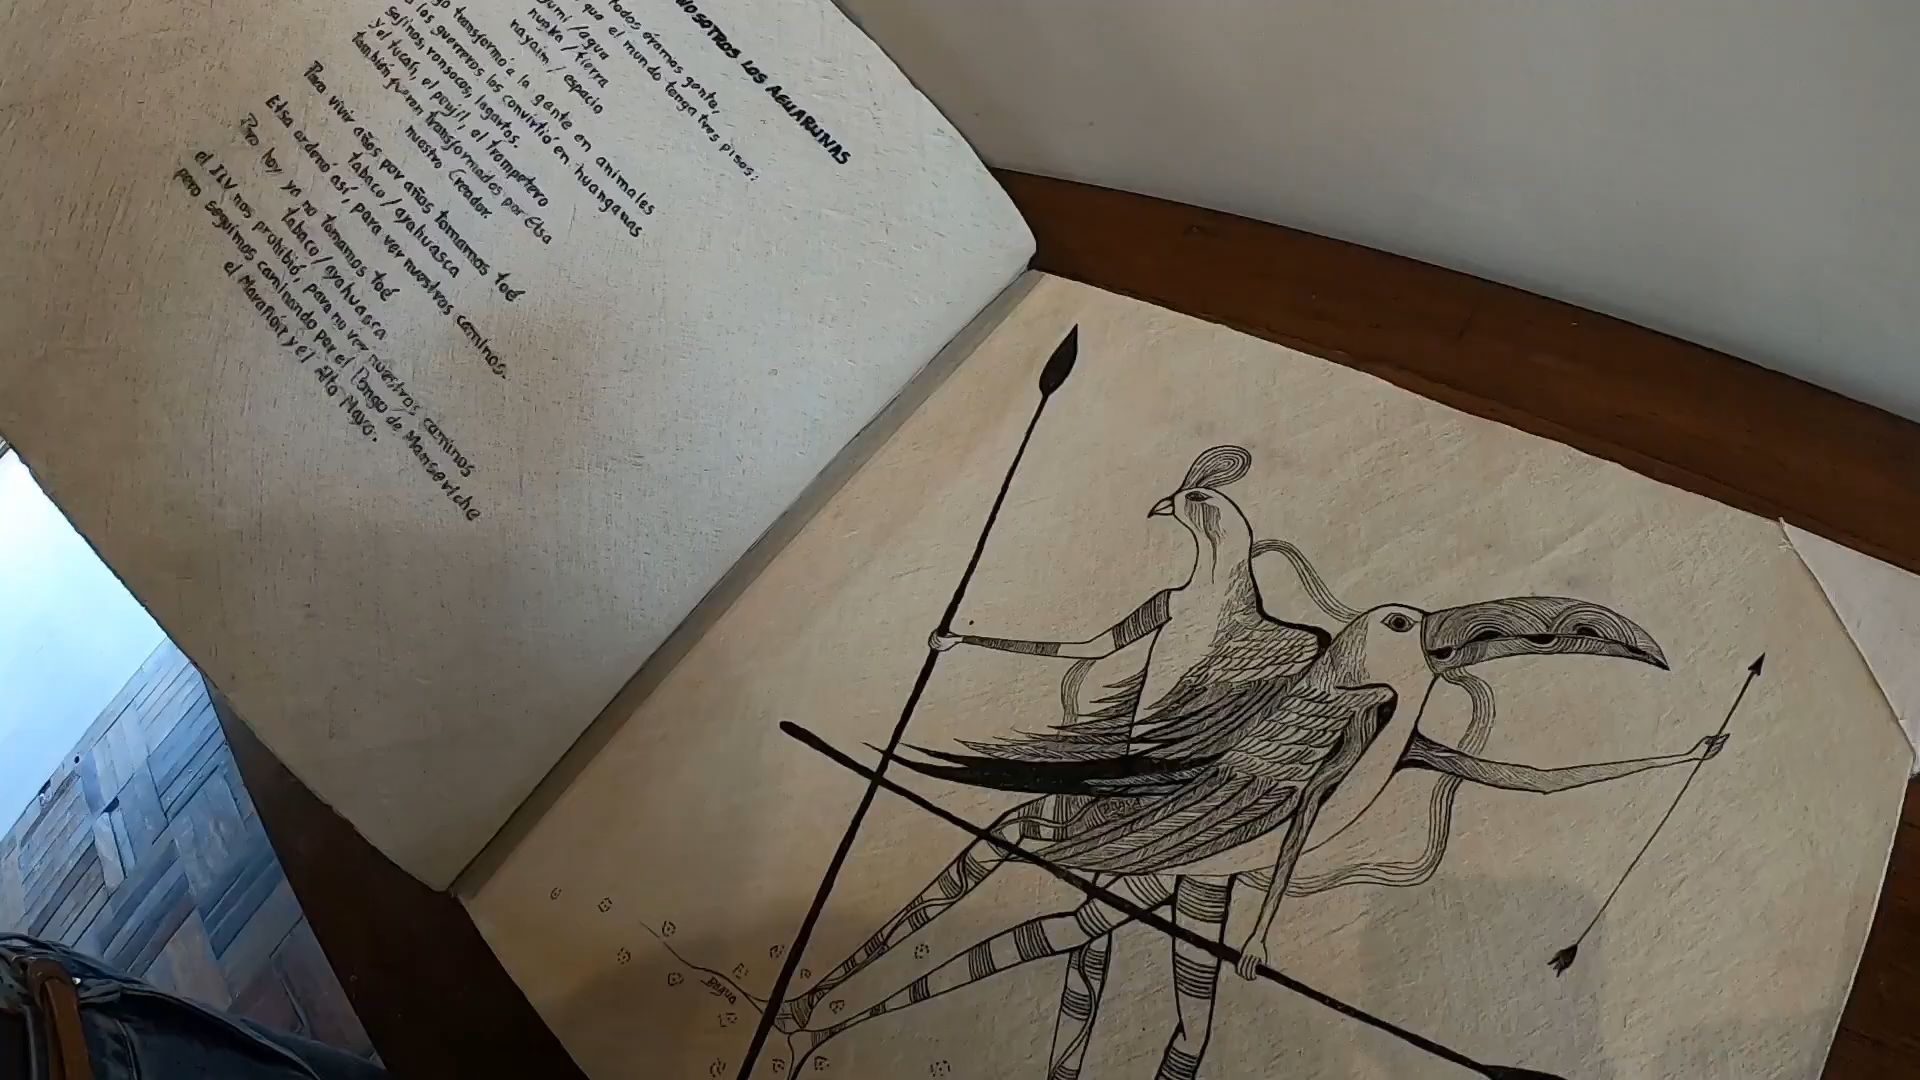 NOSOTROS LOS AGUARUNAS
Todos éramos gente,
que el mundo tenga tres pisos:
yumi / agua
nugka / tierra
nayaim / espacio
transformó a la gente en animales
a los guerreros los convirtió en huanganas
sajinos, ronsocos, lagartos.
y el tucán, el paujil, el trompetero
también fueron transformados por Etsa
nuestro Creador.
Para vivir años por años tomamos toé
tabaco / ayahuasca
Etsa ordenó así, para ver nuestros caminos.
Pero hoy ya no tomamos toé
tabaco / ayahuasca
el ILV nos prohibió, para no ver nuestros caminos
pero seguimos caminando por el Pongo de Manseriche
el Marañón y el Alto Mayo.
Bagua